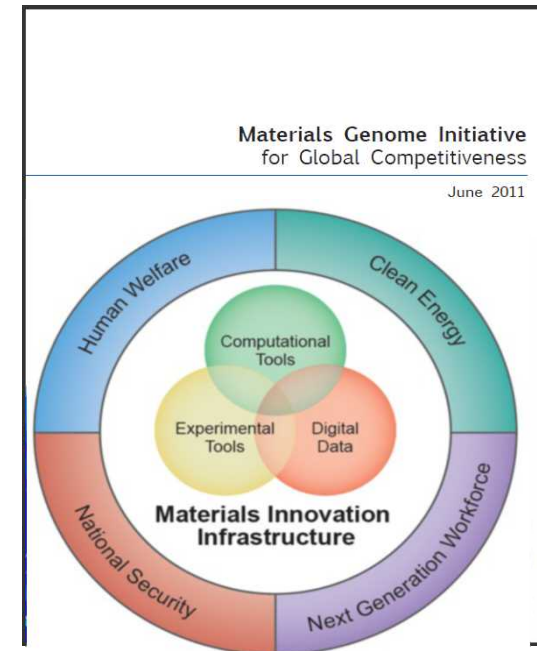 Materials Genome Initiative
for Global Competitiveness
June 2011
Human Welfare
Clean Energy
Computational
Tools
Experimental
Tools
Digital
Data
Materials Innovation
Infrastructure
National Security
Next Generation Workforce